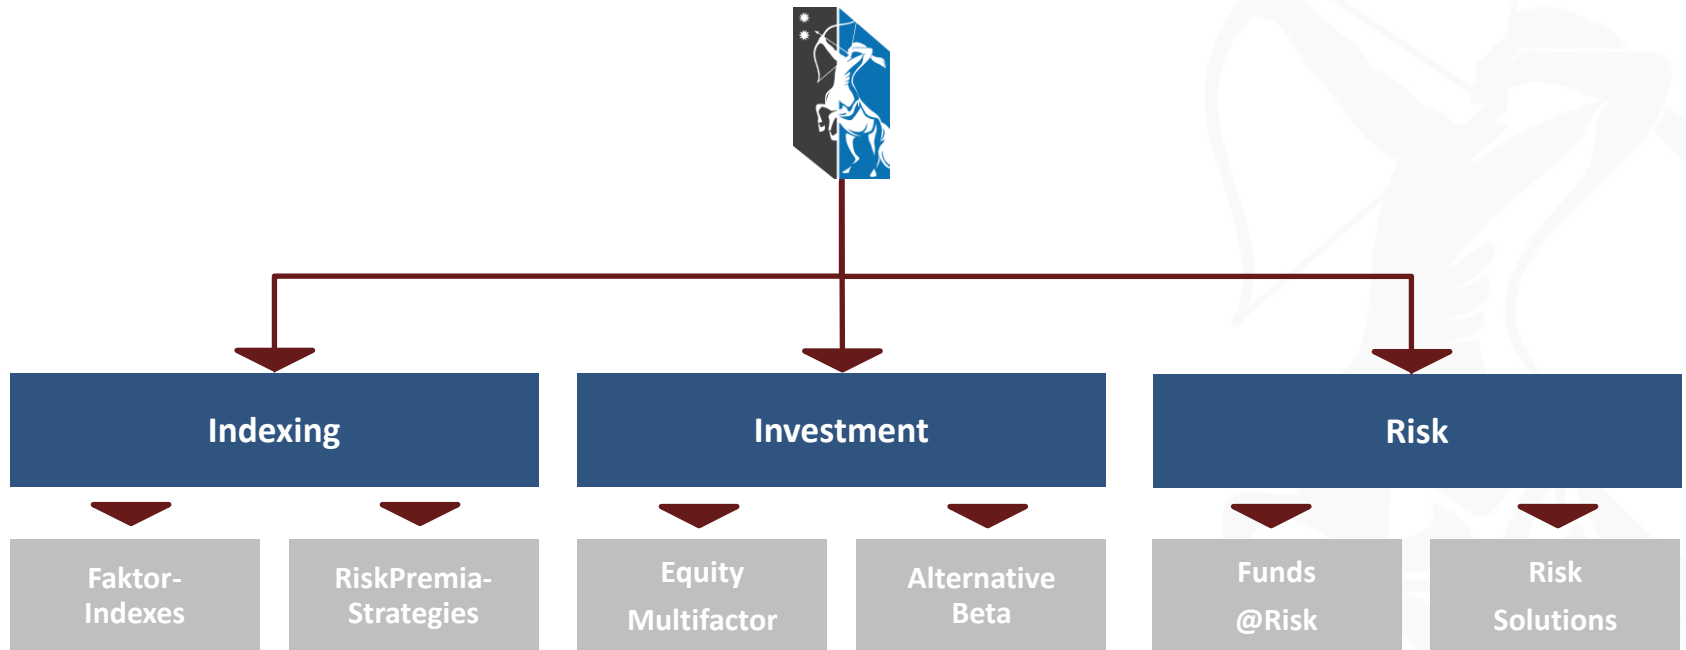 Indexing
Investment
Risk
Faktor-
Indexes
RiskPremia-
Strategies
Equity
Multifactor
Alternative
Beta
Funds
@Risk
Risk
Solutions